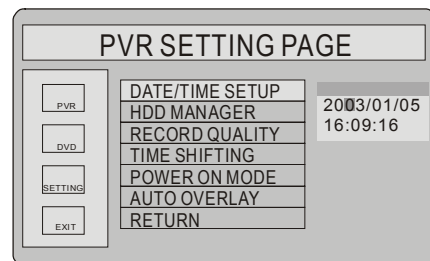 PVR SETTING PAGE
PVR
DVD
SETTING
EXIT
DATE/TIME SETUP
HDD MANAGER
RECORD QUALITY
TIME SHIFTING
POWER ON MODE
AUTO OVERLAY
RETURN
2003/01/05
16:09:16